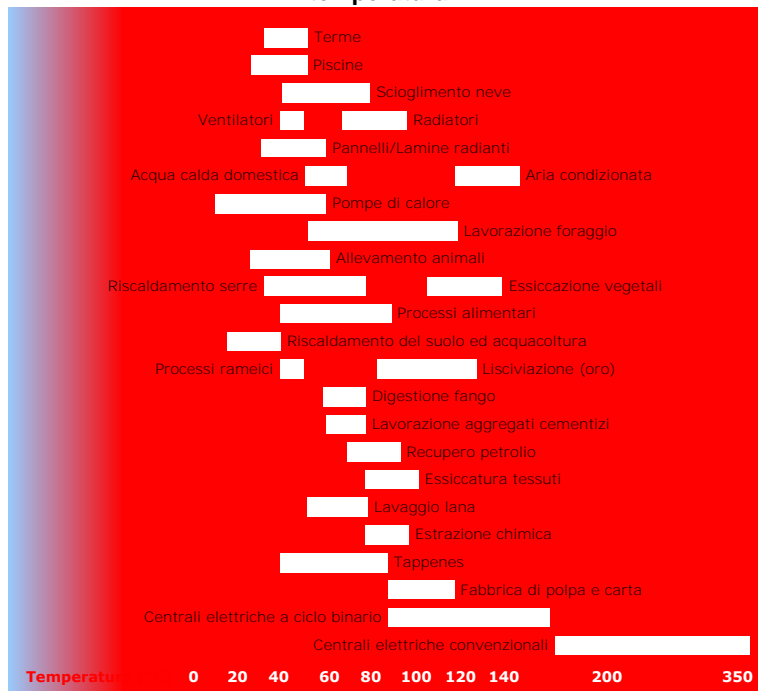 Terme
Piscine
Scioglimento neve
Ventilatori Radiatori
Pannelli/Lamine radianti
Acqua calda domestica Aria condizionata
Pompe di calore
Lavorazione foraggio
Allevamento animali
Riscaldamento serre Essiccazione vegetali
Processi alimentari
Riscaldamento del suolo ed acquacoltura
Processi rameici Lisciviazione (oro)
Digestione fango
Lavorazione aggregati cementizi
Recupero petrolio
Essiccatura tessuti
Lavaggio lana
Estrazione chimica
Tappenes
Fabbrica di polpa e carta
Centrali elettriche a ciclo binario
Centrali elettriche convenzionali
0 20 40 60 80 100 120 140 200 350